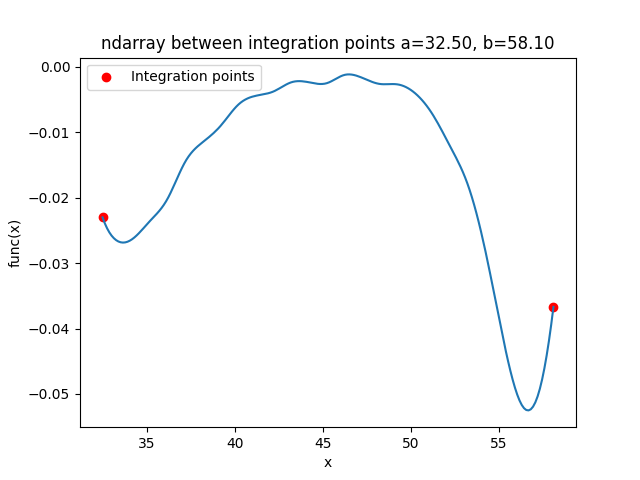 ndarray between integration points a=32.50, b=58.10
Integration points
0.00
−0.01
−0.02
−0.03
−0.04
−0.05
func(x)
35 40 45 50 55
x